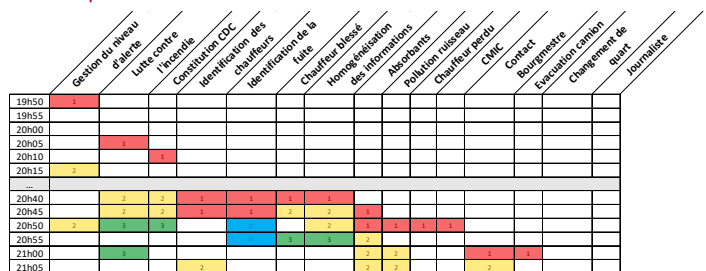 Gestion du niveau
d'alerte
Lutte contre
l'incendie
Constitution CDC
Identification des
chauffeurs
Identification de la
fuite
Chauffeur blessé
Homogénéisation
des informations
Absorbants
Pollution ruisseau
Chauffeur perdu
CMIC
Contact
Bourgmestre
Evacuation camion
Changement de
quart
Journaliste
19h50 1
19h55
20h00
20h05 1
20h10 1
20h15 2
...
20h40 2 2 1 1 1 1
20h45 2 2 1 1 2 2 1
20h50 2 3 3 2 1 1 1 1
20h55 3 3 2
21h00 3 2 2 1 1
21h05 2 2 2 2